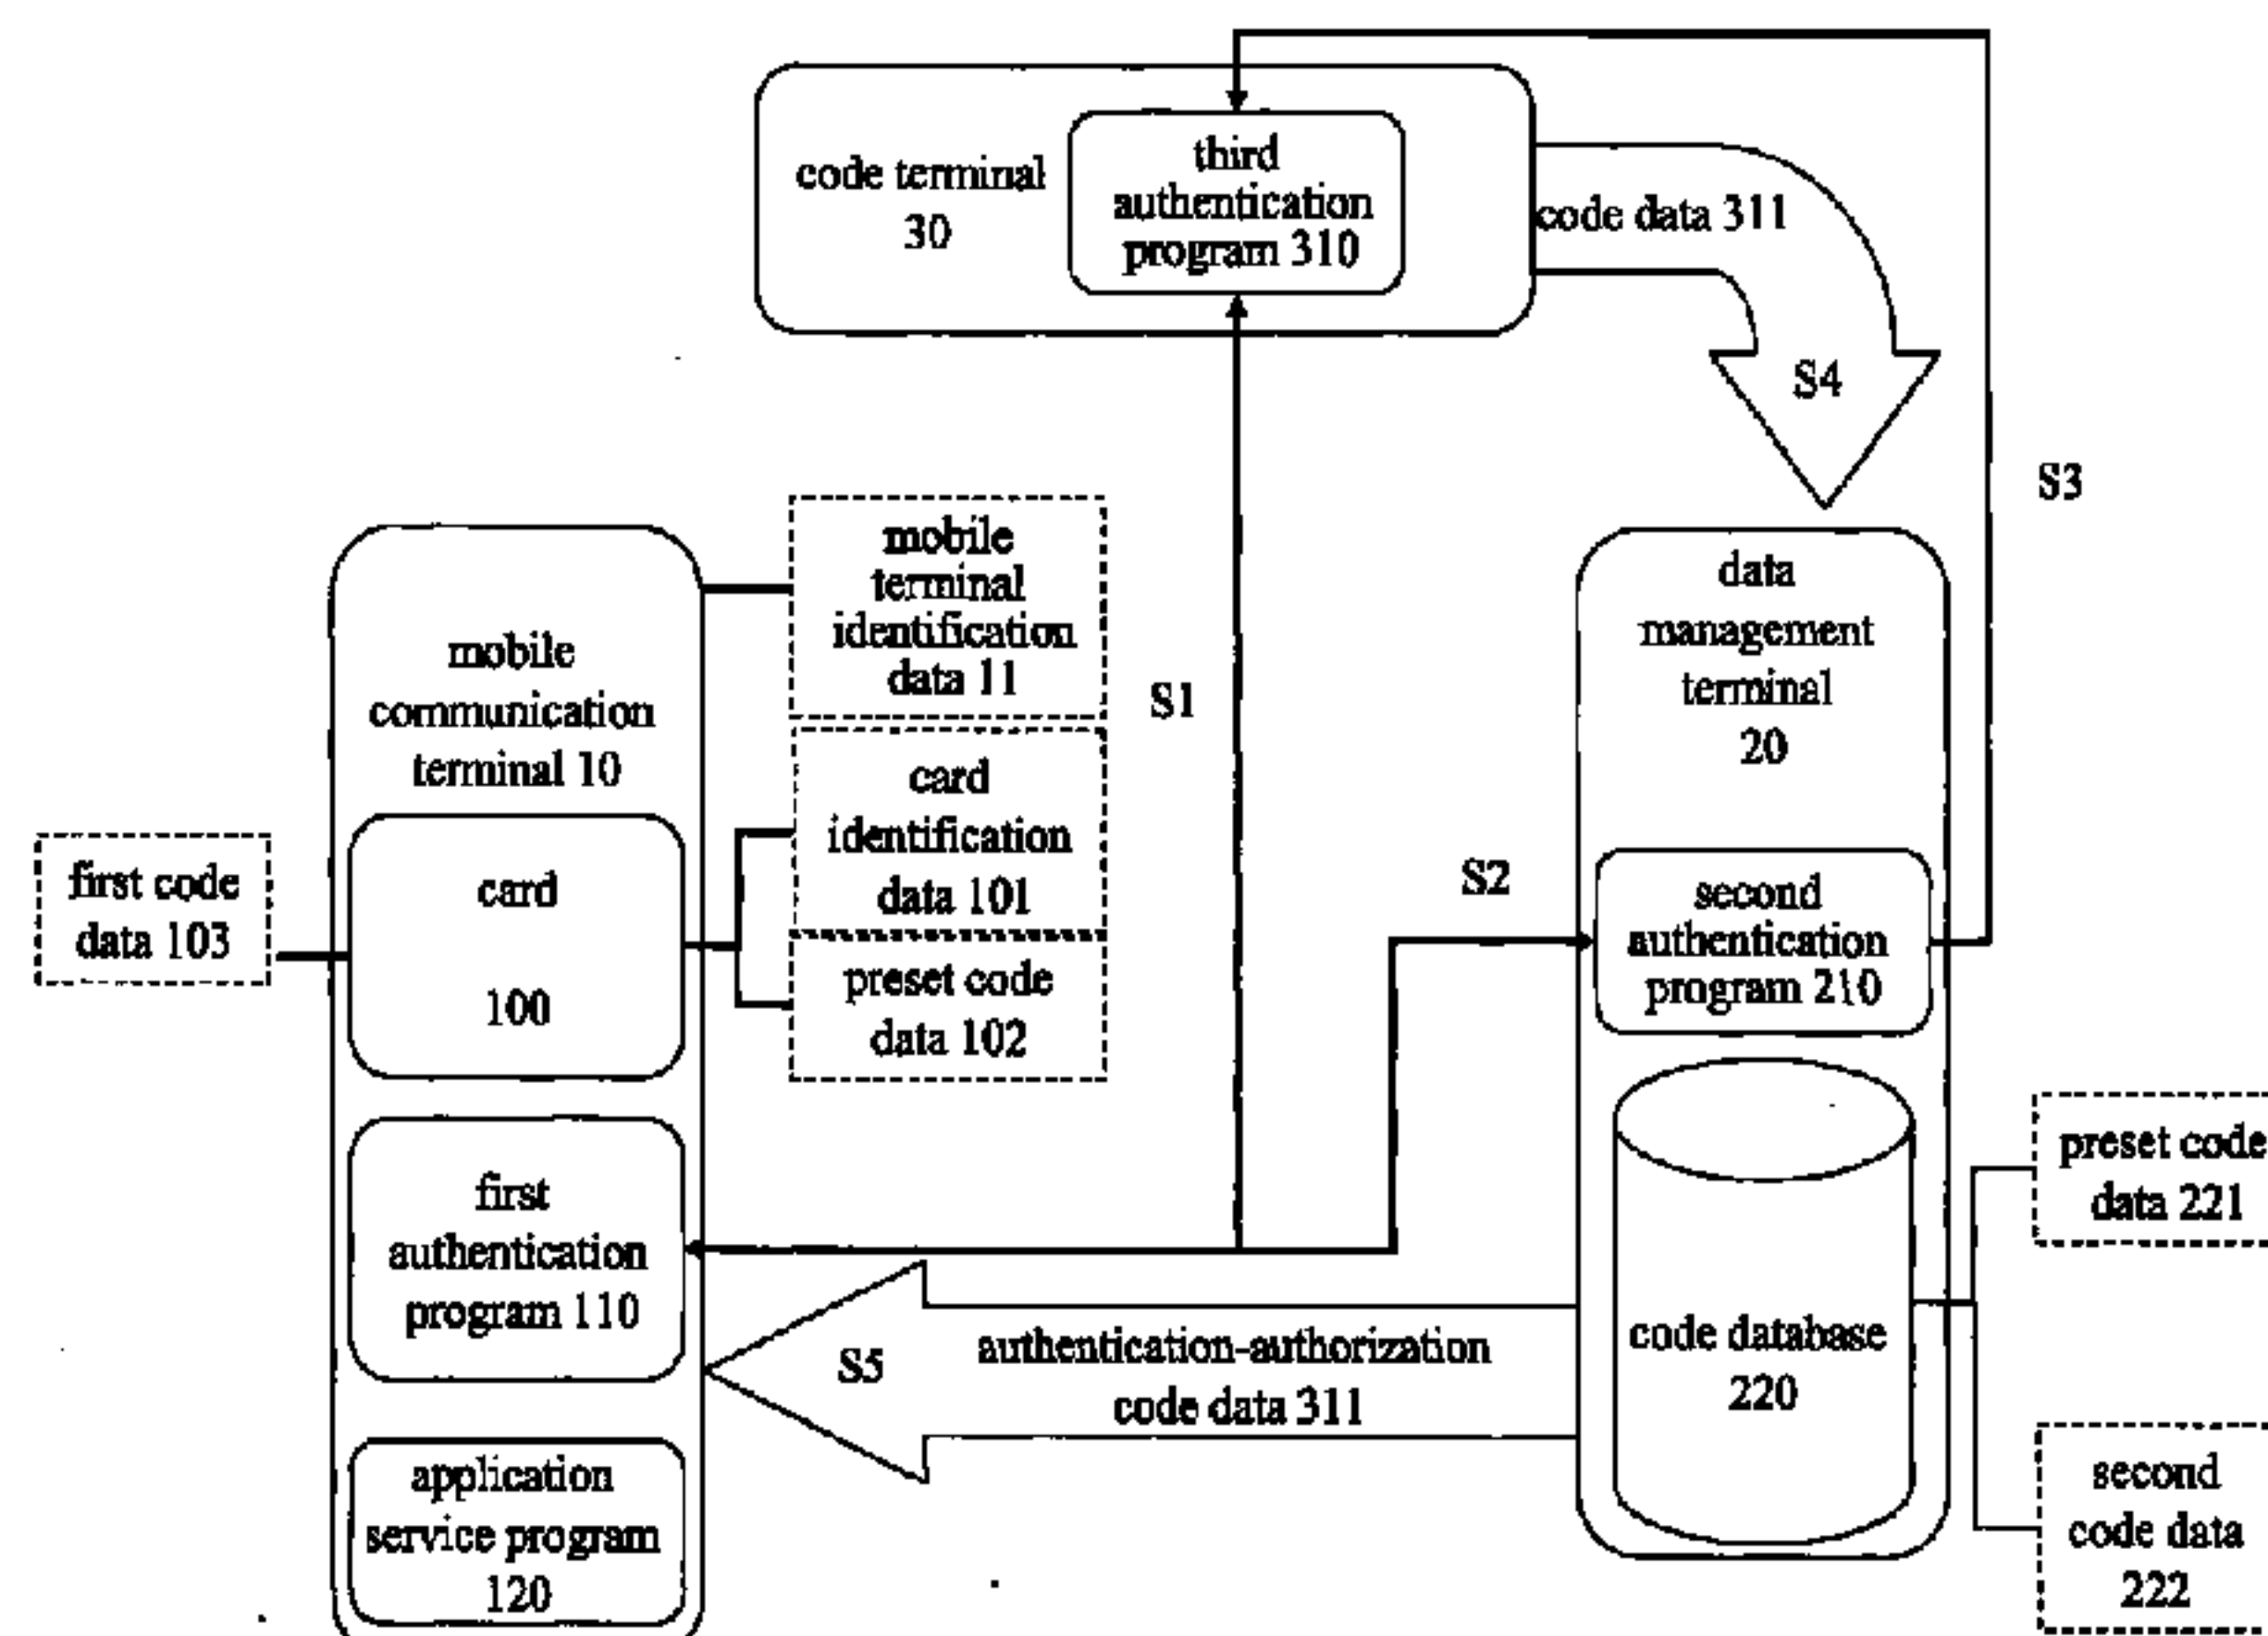 code terminal
30
third
authentication
program 310
code data 311
S4
S3
mobile
terminal
identification
data 11
S1
data
management
terminal
20
mobile
communication
terminal 10
card
identification
data 101
first code
data 103
card
100
preset code
data 102
S2
second
authentication
program 210
first
authentication
program 110
preset code
data 221
S5
authentication-authorization
code data 311
code database
220
application
service program
120
second
code data
222